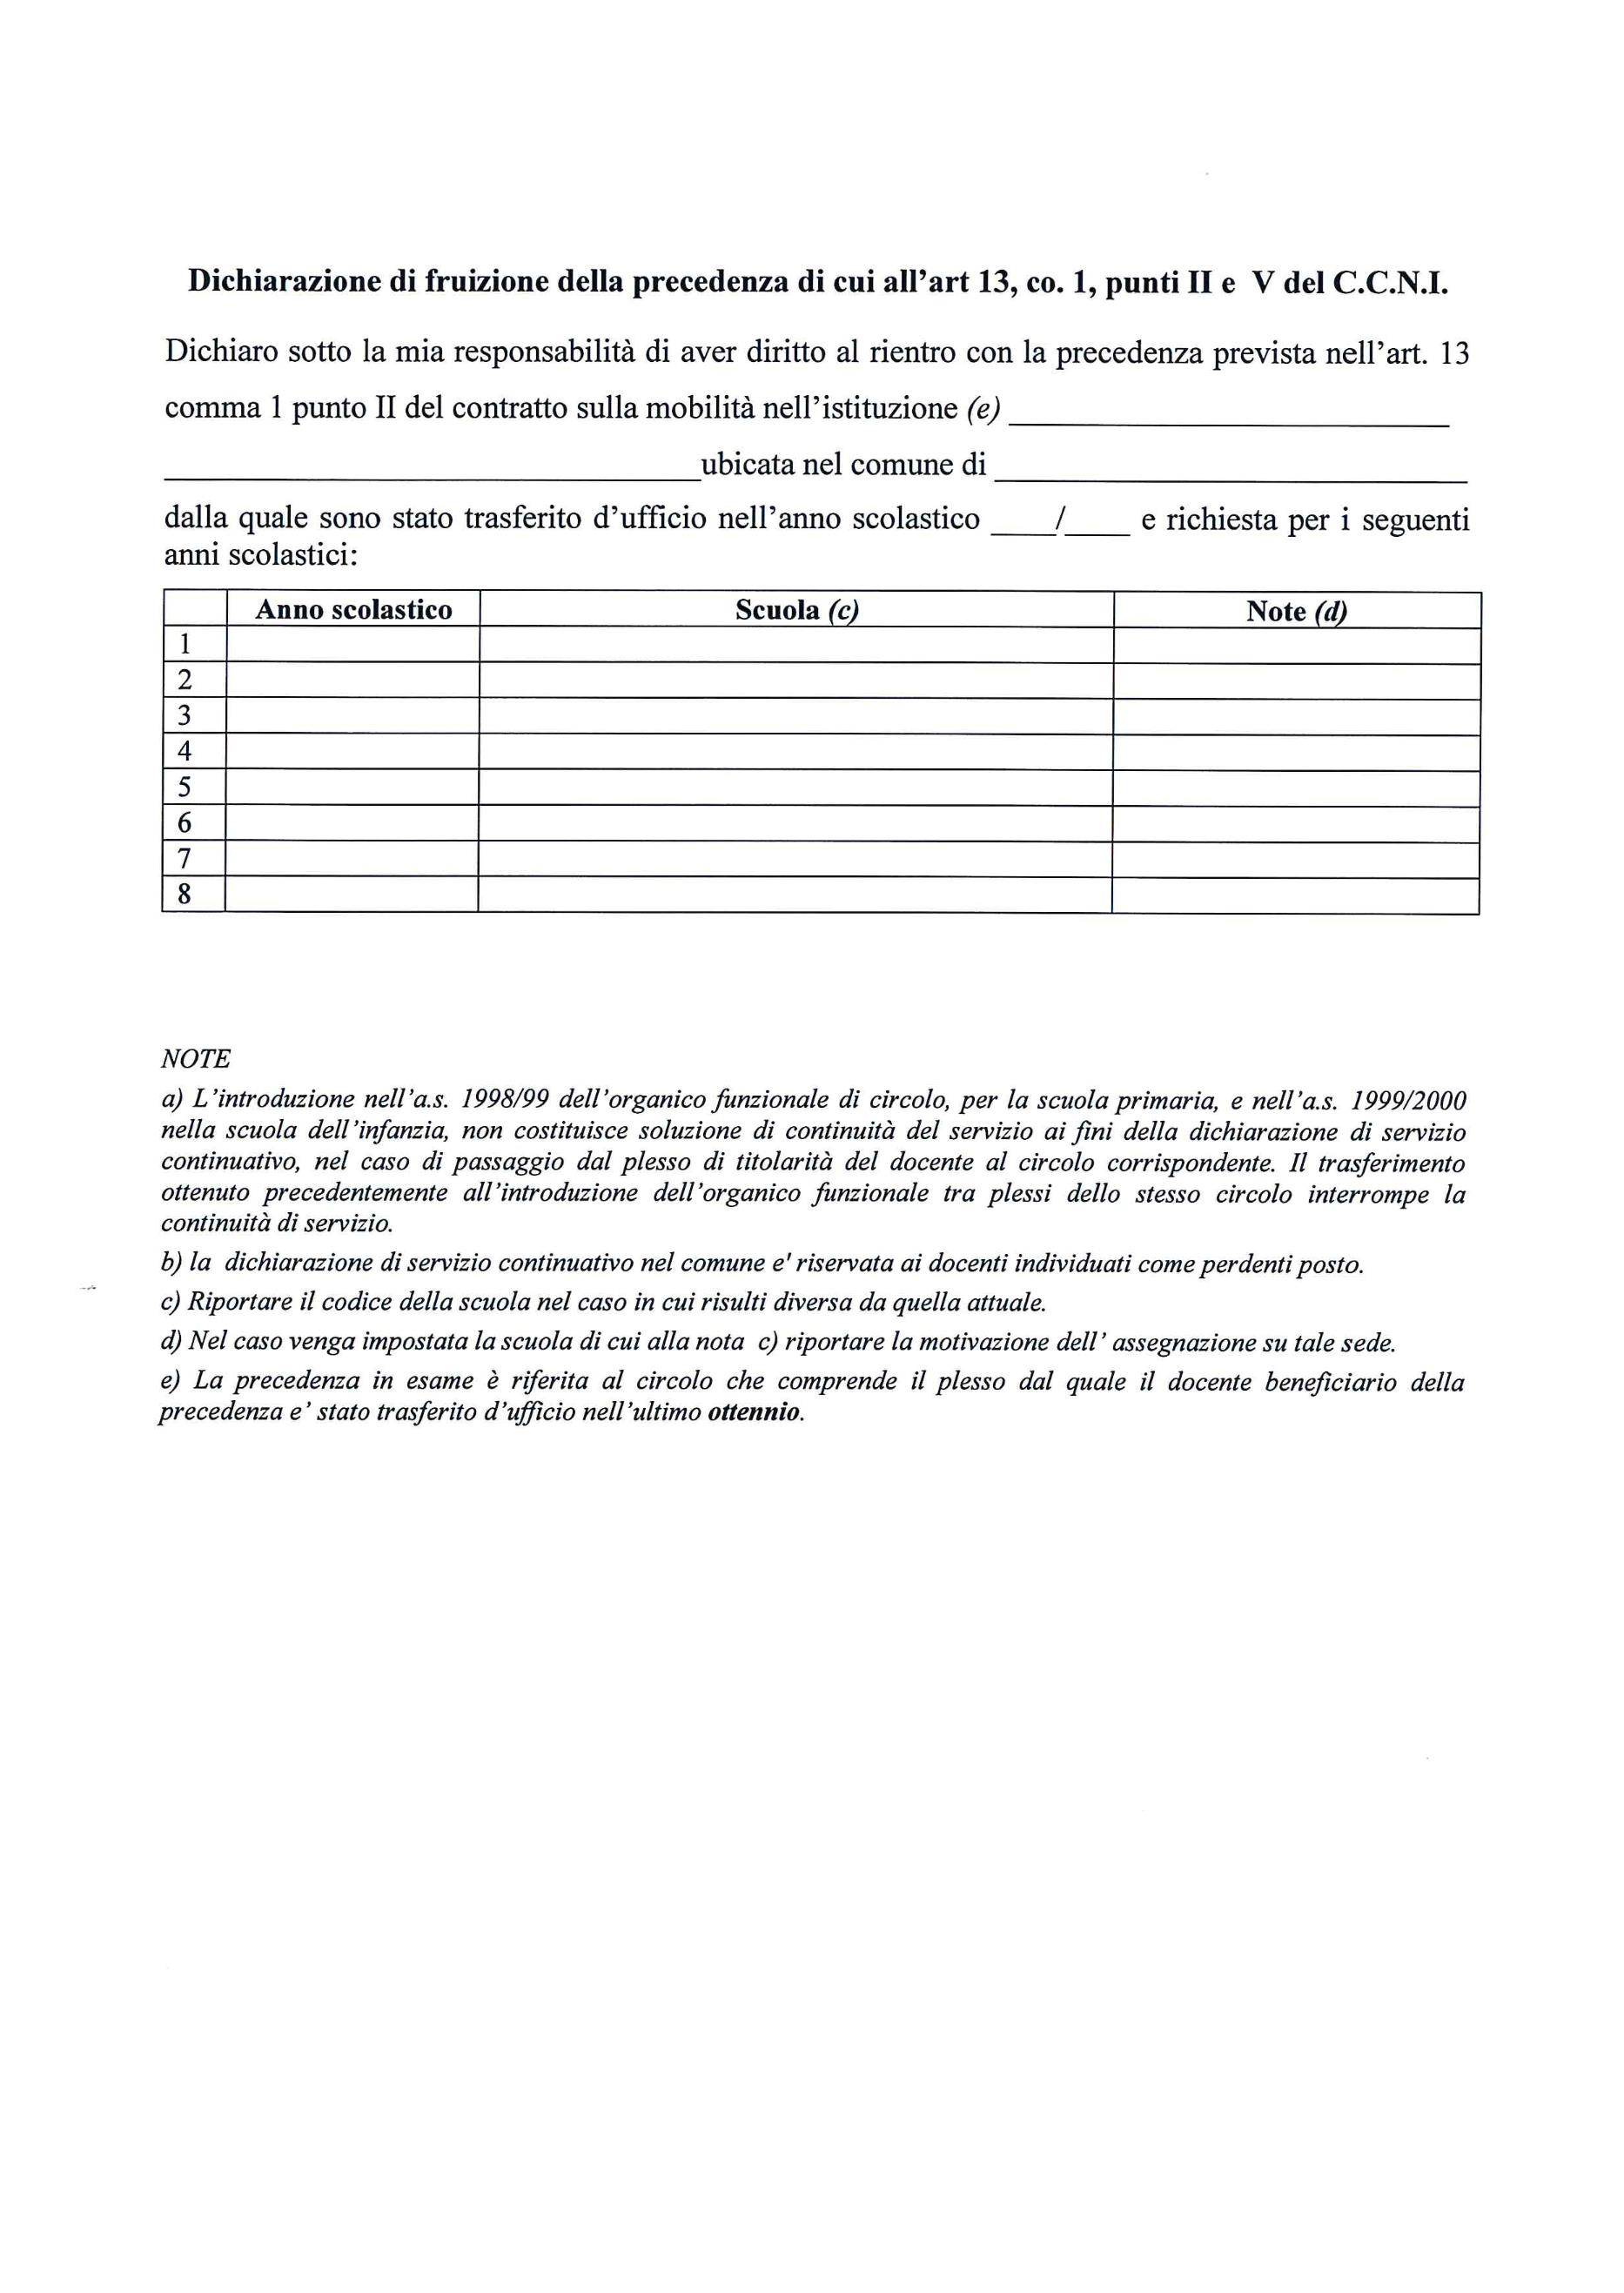 Dichiarazione di fruizione della precedenza di cui all'art 13, co. 1, punti II e  V del C.C.N.I.
Dichiaro sotto la mia responsabilità di aver diritto al rientro con la precedenza prevista nell'art. 13
comma 1 punto II del contratto sulla mobilità nell'istituzione (e) ___________________________
_________________________________ubicata nel comune di _____________________________
dalla quale sono stato trasferito d'ufficio nell'anno scolastico ____/____ e richiesta per i seguenti
anni scolastici:
Anno scolastico Scuola (c) Note (d)
1
2
3
4
5
6
7
8
NOTE
a) L'introduzione nell'a.s. 1998/99 dell'organico funzionale di circolo, per la scuola primaria, e nell'a.s. 1999/2000
nella scuola dell'infanzia, non costituisce soluzione di continuità del servizio ai fini della dichiarazione di servizio
continuativo, nel caso di passaggio dal plesso di titolarità del docente al circolo corrispondente. Il trasferimento
ottenuto precedentemente all'introduzione dell'organico funzionale tra plessi dello stesso circolo interrompe la
continuità di servizio.
b) la  dichiarazione di servizio continuativo nel comune e' riservata ai docenti individuati come perdenti posto.
c) Riportare il codice della scuola nel caso in cui risulti diversa da quella attuale.
d) Nel caso venga impostata la scuola di cui alla nota  c) riportare la motivazione dell' assegnazione su tale sede.
e) La precedenza in esame è riferita al circolo che comprende il plesso dal quale il docente beneficiario della
precedenza e' stato trasferito d'ufficio nell'ultimo ottennio.